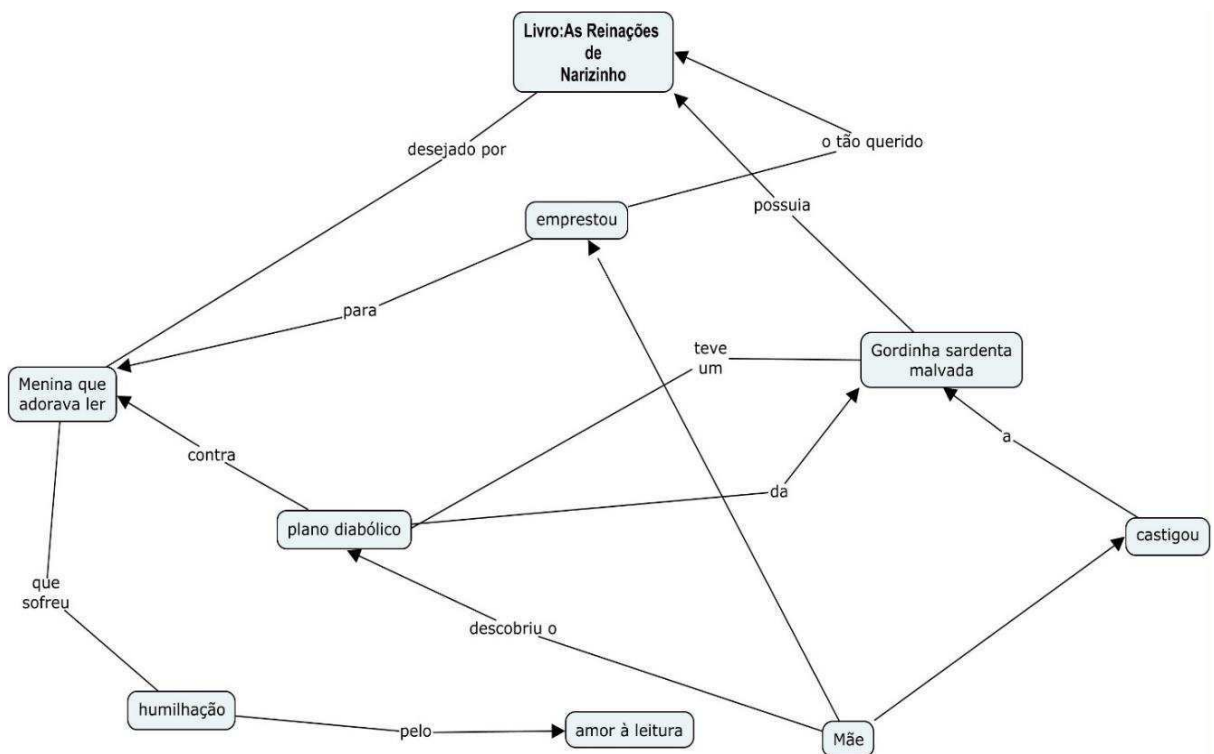 Livro:As Reinações
de
Narizinho
desejado por
o tão querido
emprestou
possuia
para
teve
um
Gordinha sardenta
malvada
Menina que
adorava ler
contra
a
da
plano diabólico
castigou
que
sofreu
descobriu o
humilhação
pelo
amor à leitura
Mãe